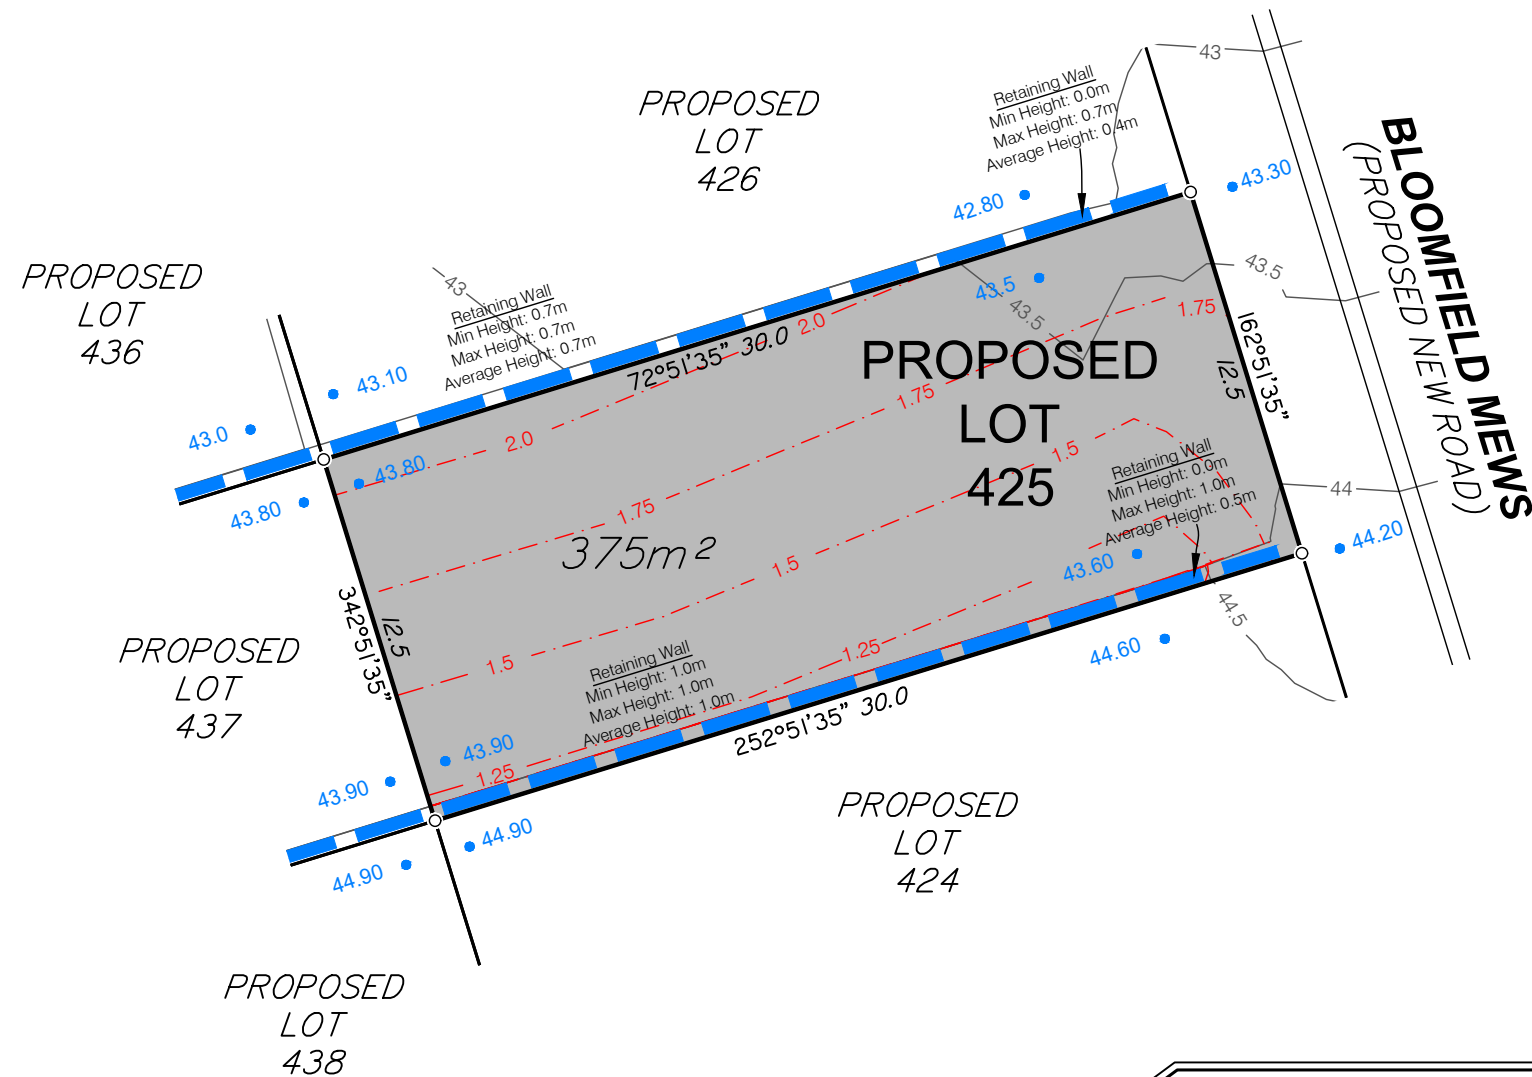 43
Retaining Wall
Min Height: 0.0m
Max Height: 0.7m
Average Height: 0.4m
PROPOSED
LOT
426
BLOOMFIELD MEWS
(PROPOSED NEW ROAD)
43.30
42.80
PROPOSED
LOT
436
43
Retaining Wall
Min Height: 0.7m
Max Height: 0.7m
Average Height: 0.7m
43.5
43.5
43.5
1.75
2.0
72°51'35" 30.0
162°51'35"
12.5
43.10
43.0
PROPOSED
LOT
425
1.75
2.0
43.80
43.80
1.5
Retaining Wall
Min Height: 0.0m
Max Height: 1.0m
Average Height: 0.5m
44
1.75
375m²
44.20
43.60
1.5
342°51'35"
12.5
44.5
44.60
PROPOSED
LOT
437
1.5
1.25
Retaining Wall
Min Height: 1.0m
Max Height: 1.0m
Average Height: 1.0m
252°51'35" 30.0
43.90
1.25
43.90
44.90
44.90
PROPOSED
LOT
424
PROPOSED
LOT
438